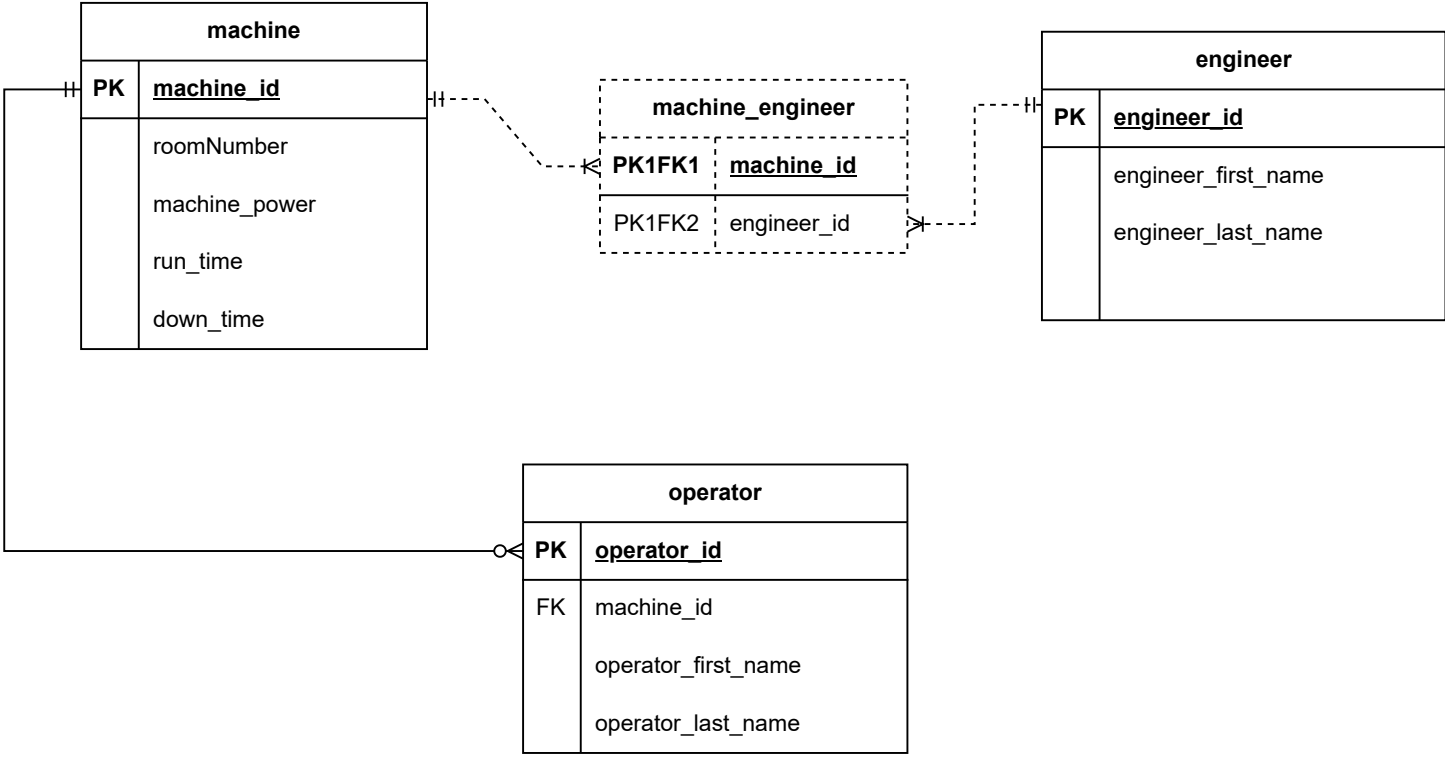 machine
PK machine_id
roomNumber
machine_power
run_time
down_time
machine_engineer
PK1FK1 machine_id
PK1FK2 engineer_id
engineer
PK engineer_id
engineer_first_name
engineer_last_name
operator
PK operator_id
FK machine_id
operator_first_name
operator_last_name